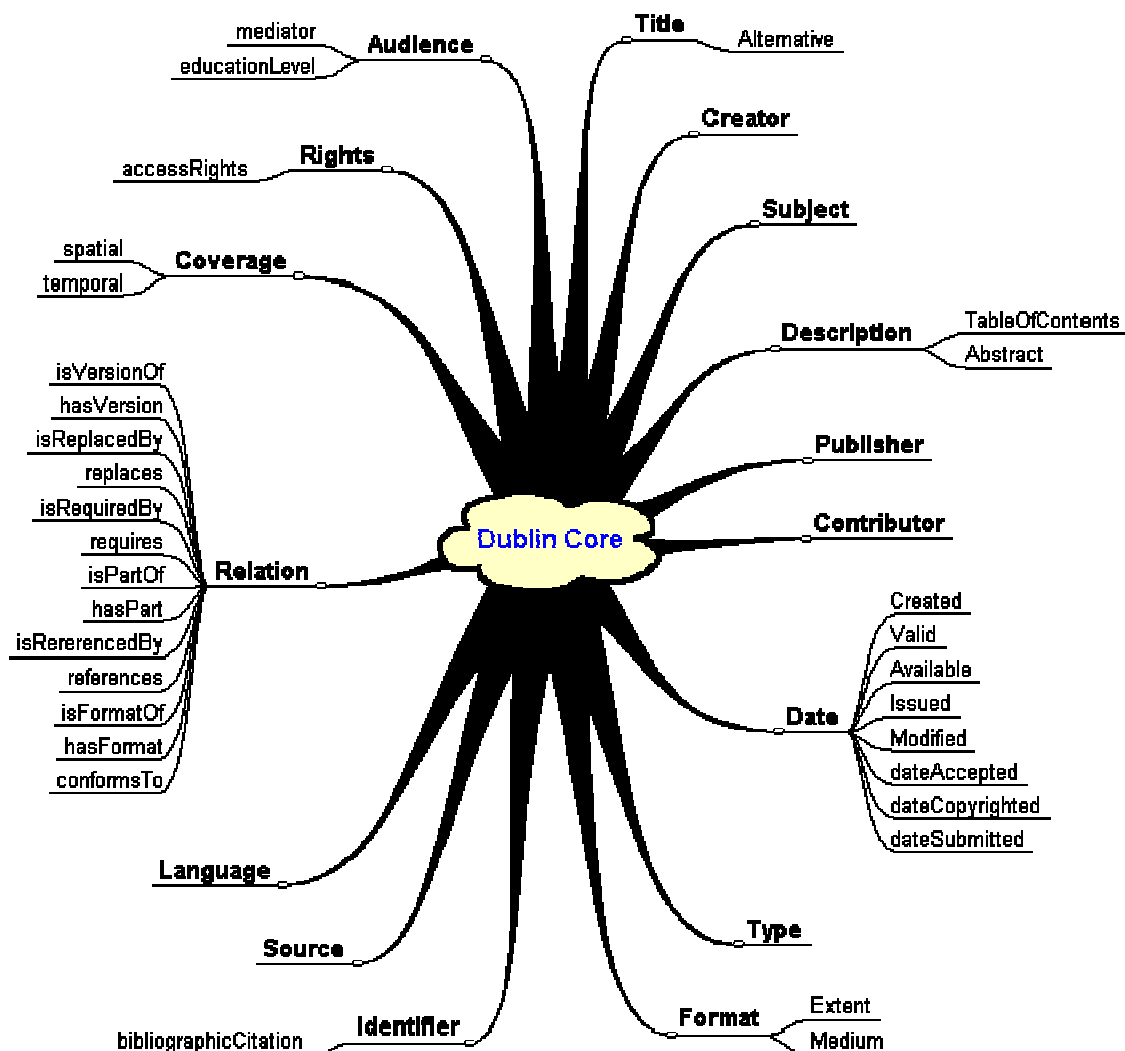 Dublin Core
Title
Alternative
Creator
Subject
Description
TableOfContents
Abstract
Publisher
Contributor
Date
Created
Valid
Available
Issued
Modified
dateAccepted
dateCopyrighted
dateSubmitted
Type
Format
Extent
Medium
Identifier
bibliographicCitation
Source
Language
Relation
isVersionOf
hasVersion
isReplacedBy
replaces
isRequiredBy
requires
isPartOf
hasPart
isRererencedBy
references
isFormatOf
hasFormat
conformsTo
Coverage
spatial
temporal
Rights
accessRights
Audience
mediator
educationLevel